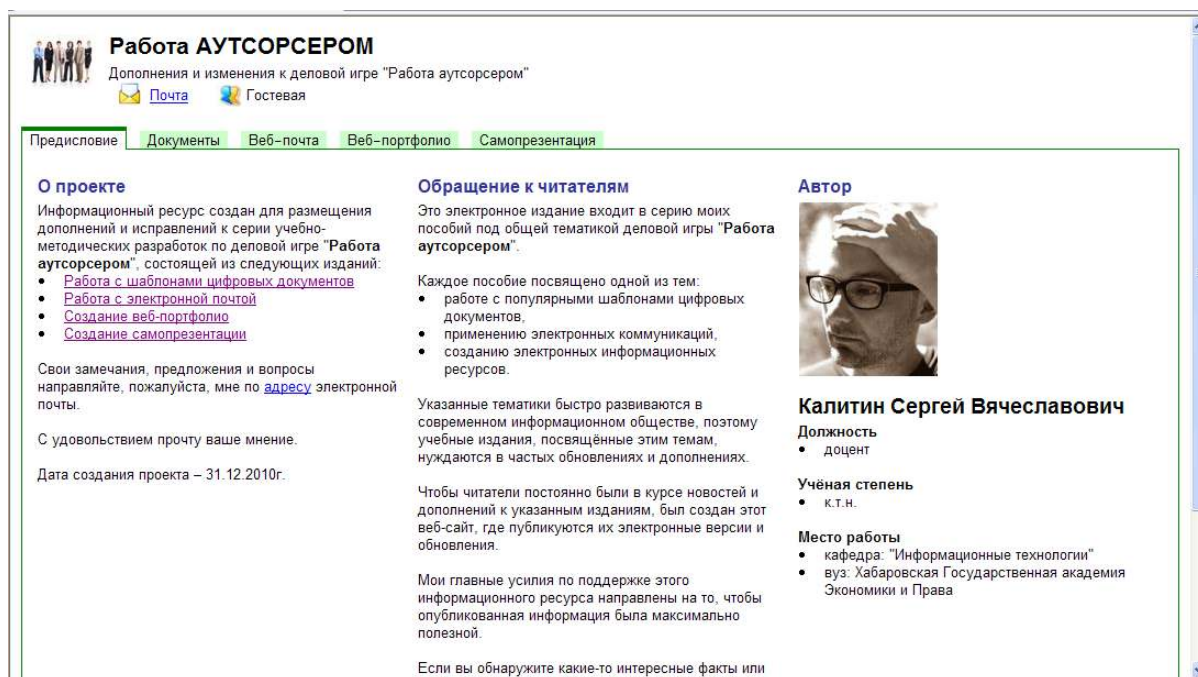 Работа АУТСОРСЕРОМ
Дополнения и изменения к деловой игре "Работа аутсорсером"
Почта Гостевая
Предисловие Документы Веб-почта Веб-портфолио Самопрезентация
О проекте
Информационный ресурс создан для размещения
дополнений и исправлений к серии учебно-
методических разработок по деловой игре "Работа
аутсорсером", состоящей из следующих изданий:
• Работа с шаблонами цифровых документов
• Работа с электронной почтой
• Создание веб-портфолио
• Создание самопрезентации
Свои замечания, предложения и вопросы
направляйте, пожалуйста, мне по адресу электронной
почты.
С удовольствием прочту ваше мнение.
Дата создания проекта – 31.12.2010г.
Обращение к читателям
Это электронное издание входит в серию моих
пособий под общей тематикой деловой игры "Работа
аутсорсером".
Каждое пособие посвящено одной из тем:
• работе с популярными шаблонами цифровых
документов,
• применению электронных коммуникаций,
• созданию электронных информационных
ресурсов.
Указанные тематики быстро развиваются в
современном информационном обществе, поэтому
учебные издания, посвящённые этим темам,
нуждаются в частых обновлениях и дополнениях.
Чтобы читатели постоянно были в курсе новостей и
дополнений к указанным изданиям, был создан этот
веб-сайт, где публикуются их электронные версии и
обновления.
Мои главные усилия по поддержке этого
информационного ресурса направлены на то, чтобы
опубликованная информация была максимально
полезной.
Если вы обнаружите какие-то интересные факты или
Автор
Калитин Сергей Вячеславович
Должность
• доцент
Учёная степень
• к.т.н.
Место работы
• кафедра: "Информационные технологии"
• вуз: Хабаровская Государственная академия
Экономики и Права